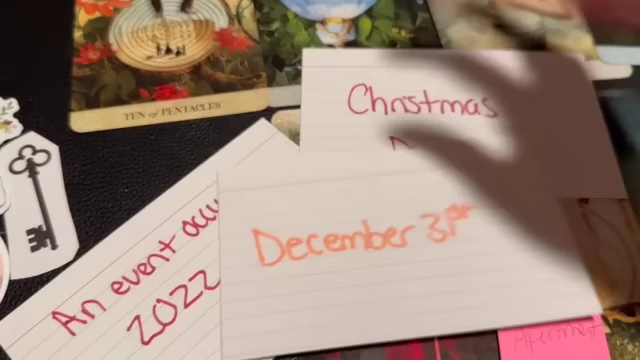 TEN of PENTACLES
Christmas
December 31st
An event occu
2022